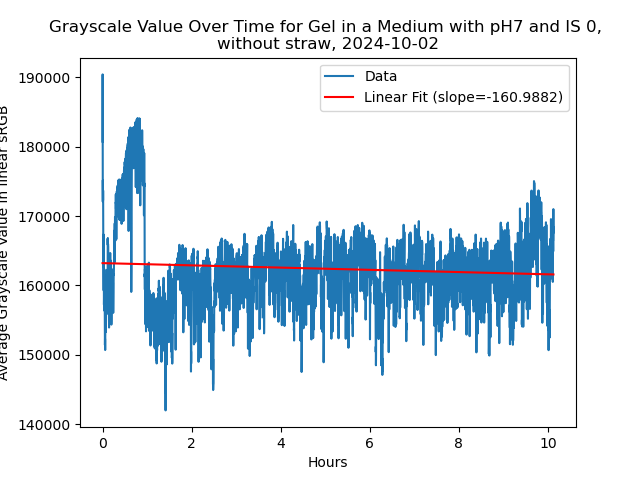 Grayscale Value Over Time for Gel in a Medium with pH7 and IS 0,
without straw, 2024-10-02
Data
Linear Fit (slope=-160.9882)
190000
180000
170000
160000
150000
140000
Average Grayscale Value in linear sRGB
0 2 4 6 8 10
Hours